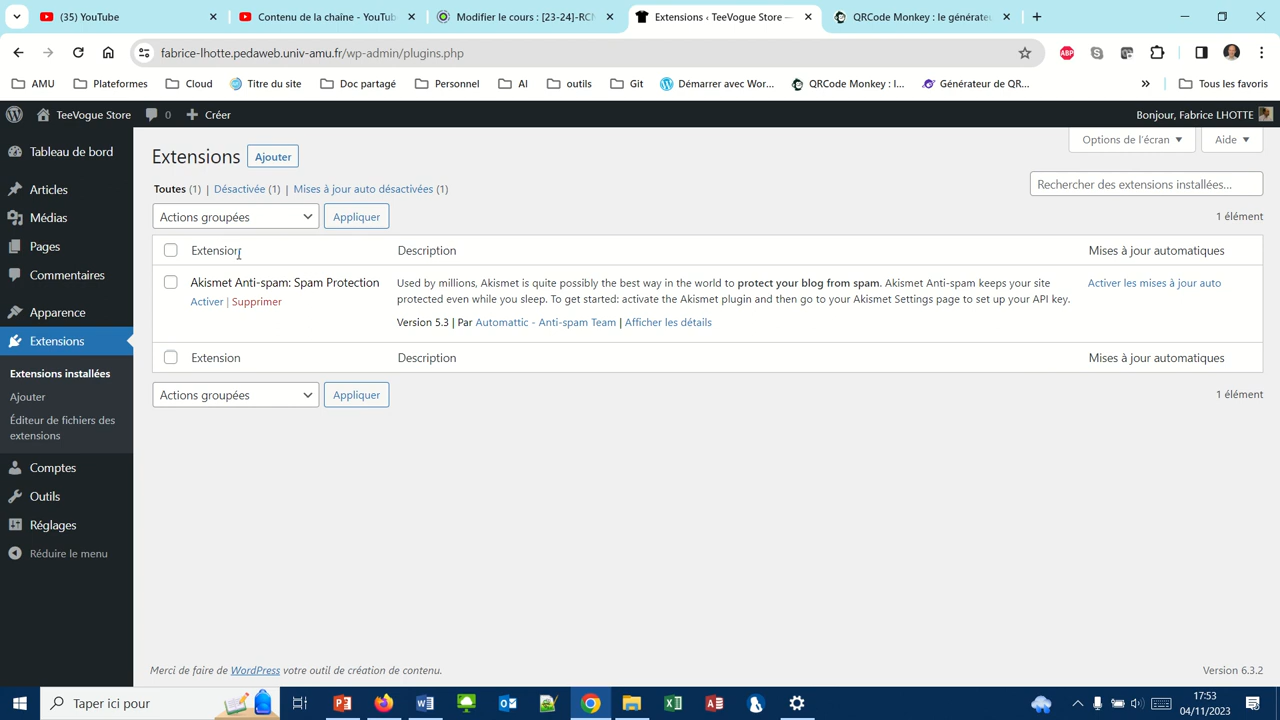 (35) YouTube
Contenu de la chaîne - YouTub
Modifier le cours : [23-24]-RCM
Extensions ‹ TeeVogue Store —
QRCode Monkey : le générateu
fabrice-lhotte.pedaweb.univ-amu.fr/wp-admin/plugins.php
AMU
Plateformes
Cloud
Titre du site
Doc partagé
Personnel
AI
outils
Git
Démarrer avec Wor...
QRCode Monkey : l...
Générateur de QR...
»
Tous les favoris
TeeVogue Store
0
Créer
Bonjour, Fabrice LHOTTE
Tableau de bord
Articles
Médias
Pages
Commentaires
Apparence
Extensions
Extensions installées
Ajouter
Éditeur de fichiers des
extensions
Comptes
Outils
Réglages
Réduire le menu
Options de l'écran
Aide
Extensions
Ajouter
Toutes (1) | Désactivée (1) | Mises à jour auto désactivées (1)
Rechercher des extensions installées...
Actions groupées
Appliquer
1 élément
Extension
Description
Mises à jour automatiques
Akismet Anti-spam: Spam Protection
Activer | Supprimer
Used by millions, Akismet is quite possibly the best way in the world to protect your blog from spam. Akismet Anti-spam keeps your site
protected even while you sleep. To get started: activate the Akismet plugin and then go to your Akismet Settings page to set up your API key.
Version 5.3 | Par Automattic - Anti-spam Team | Afficher les détails
Activer les mises à jour auto
Extension
Description
Mises à jour automatiques
Actions groupées
Appliquer
1 élément
Merci de faire de WordPress votre outil de création de contenu.
Version 6.3.2
Taper ici pour
17:53
04/11/2023